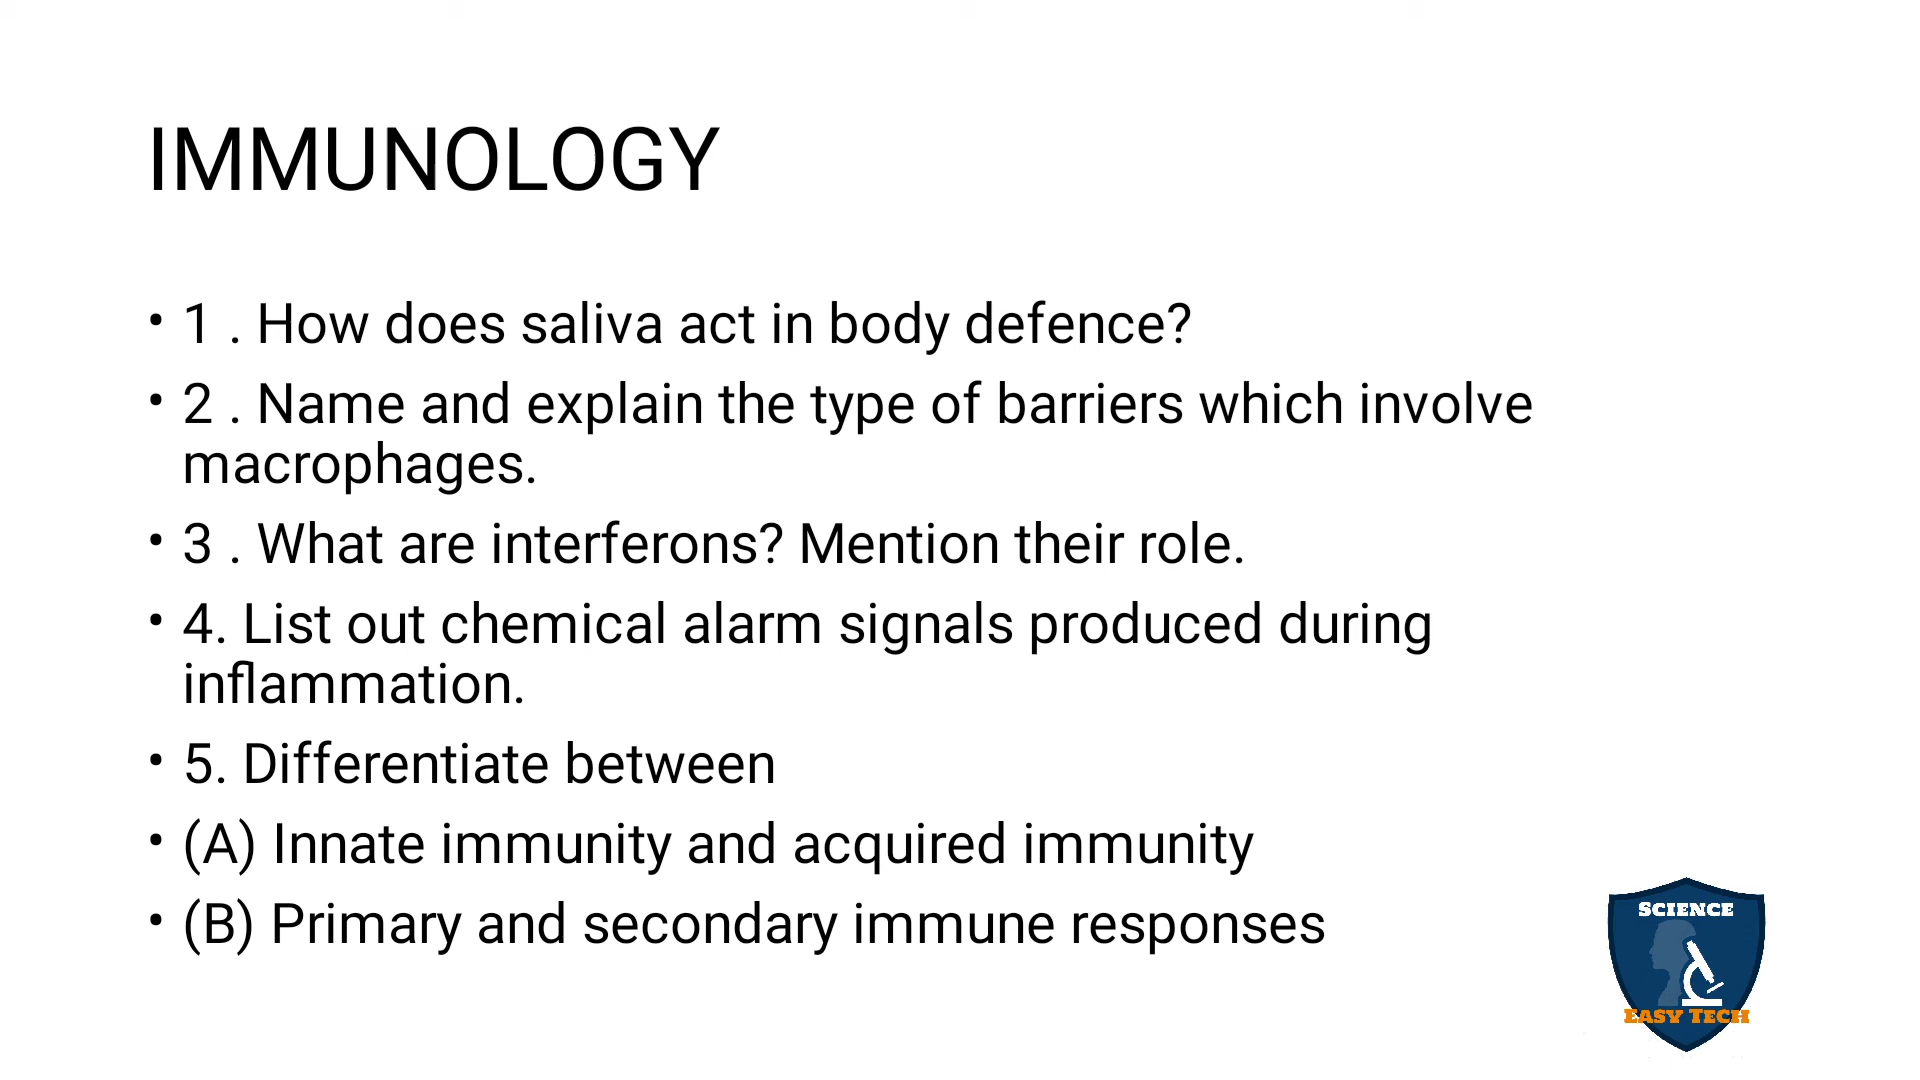 IMMUNOLOGY
• 1 . How does saliva act in body defence?
• 2 . Name and explain the type of barriers which involve
macrophages.
• 3 . What are interferons? Mention their role.
• 4. List out chemical alarm signals produced during
inflammation.
• 5. Differentiate between
• (A) Innate immunity and acquired immunity
• (B) Primary and secondary immune responses
SCIENCE
EASY TECH